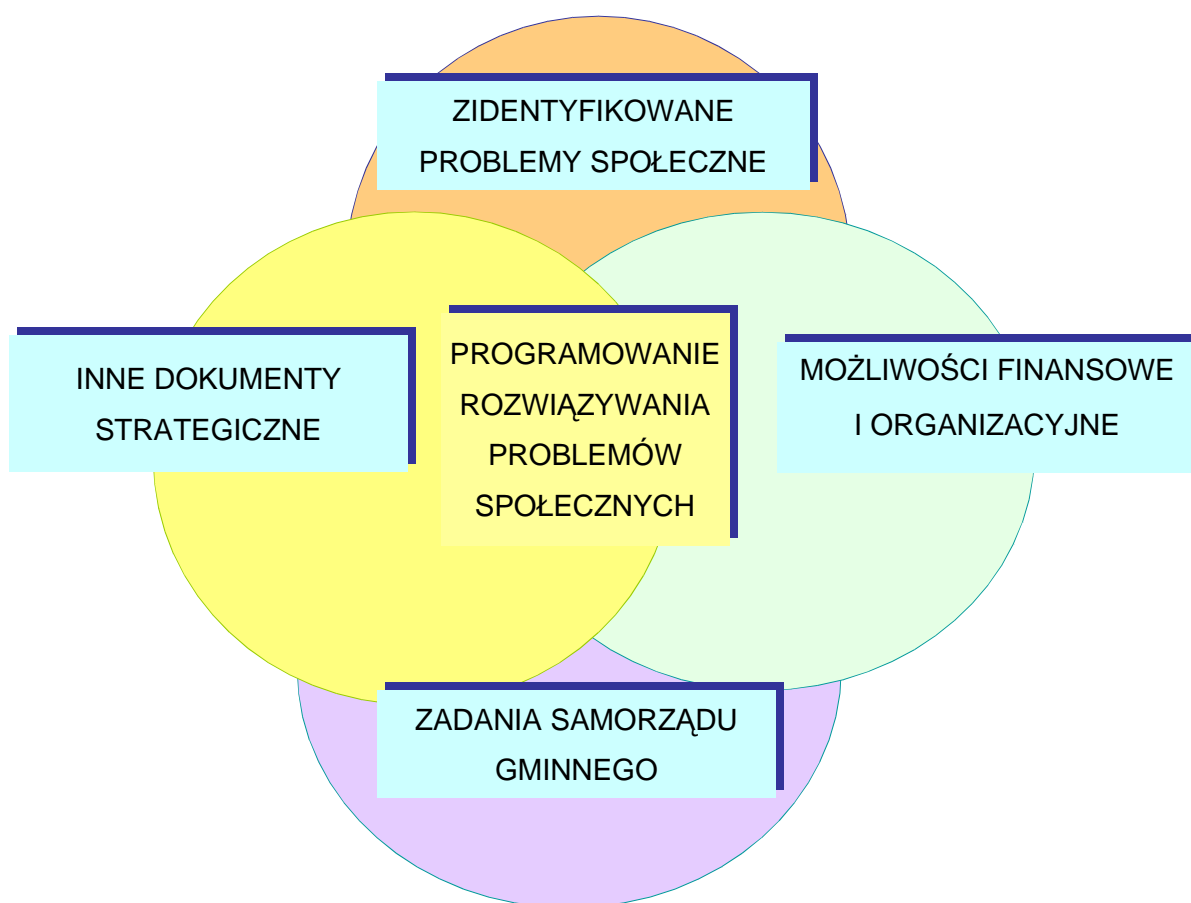 ZIDENTYFIKOWANE
PROBLEMY SPOŁECZNE
INNE DOKUMENTY
STRATEGICZNE
PROGRAMOWANIE
ROZWIĄZYWANIA
PROBLEMÓW
SPOŁECZNYCH
MOŻLIWOŚCI FINANSOWE
I ORGANIZACYJNE
ZADANIA SAMORZĄDU
GMINNEGO